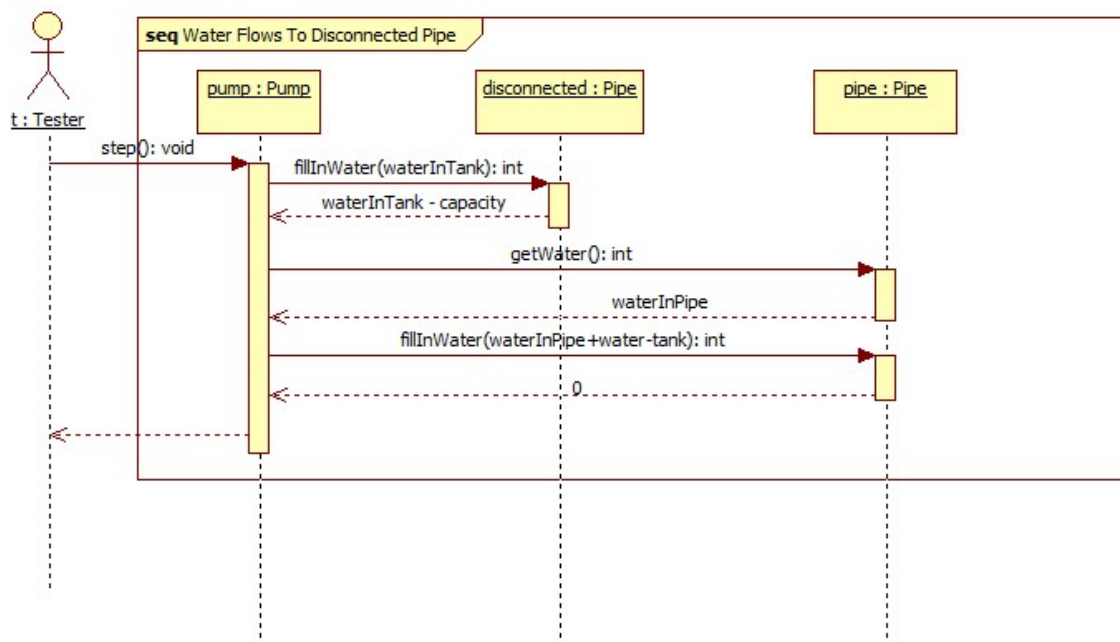 seq Water Flows To Disconnected Pipe
pump : Pump
disconnected : Pipe
pipe : Pipe
t : Tester
step(): void
fillInWater(waterInTank): int
waterInTank - capacity
getWater(): int
waterInPipe
fillInWater(waterInPipe+water-tank): int
0